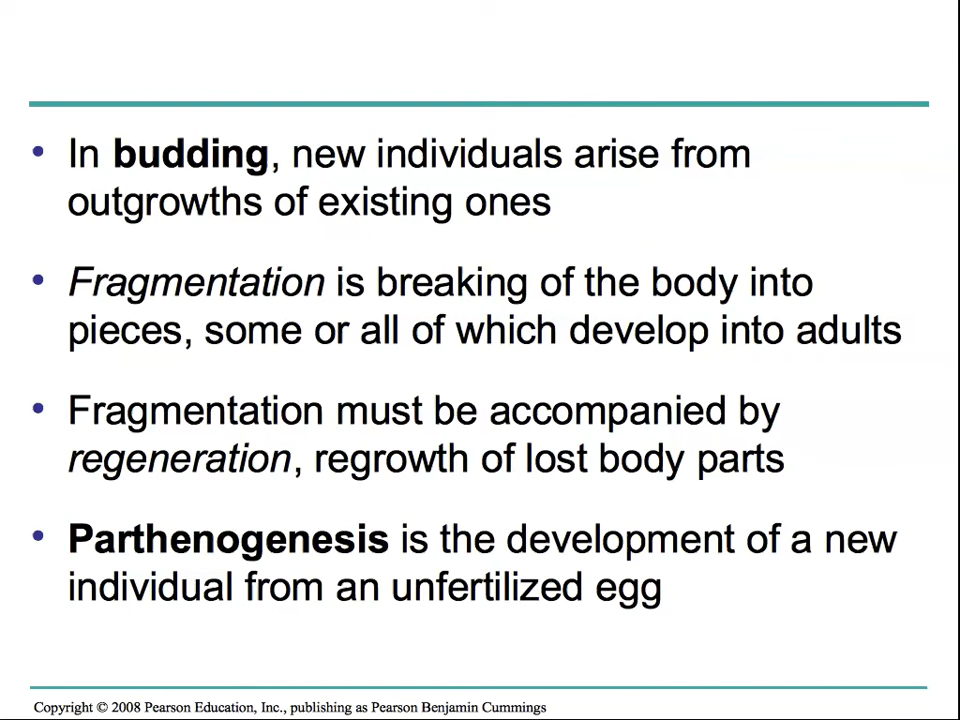 • In budding, new individuals arise from
outgrowths of existing ones
• Fragmentation is breaking of the body into
pieces, some or all of which develop into adults
• Fragmentation must be accompanied by
regeneration, regrowth of lost body parts
• Parthenogenesis is the development of a new
individual from an unfertilized egg
Copyright © 2008 Pearson Education, Inc., publishing as Pearson Benjamin Cummings